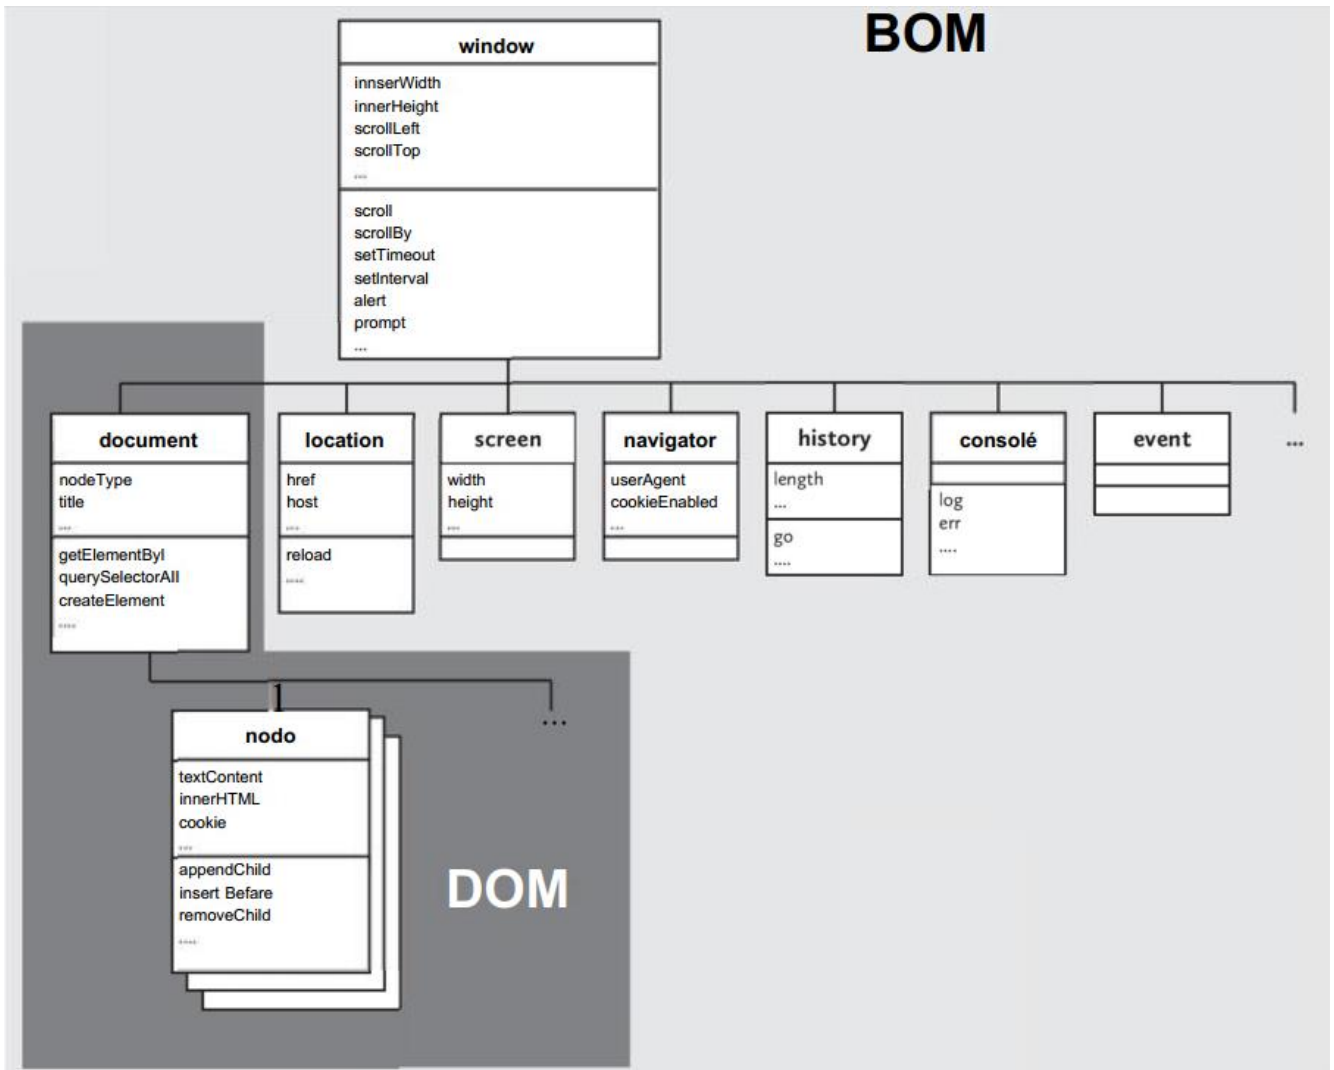 BOM
window
innserWidth
innerHeight
scrollLeft
scrollTop
...
scroll
scrollBy
setTimeout
setInterval
alert
prompt
...
document
nodeType
title
...
getElementByI
querySelectorAll
createElement
....
location
href
host
...
reload
....
screen
width
height
...
navigator
userAgent
cookieEnabled
...
history
length
...
go
....
consolé
log
err
....
event
...
1
nodo
textContent
innerHTML
cookie
...
appendChild
insert Befare
removeChild
....
...
DOM